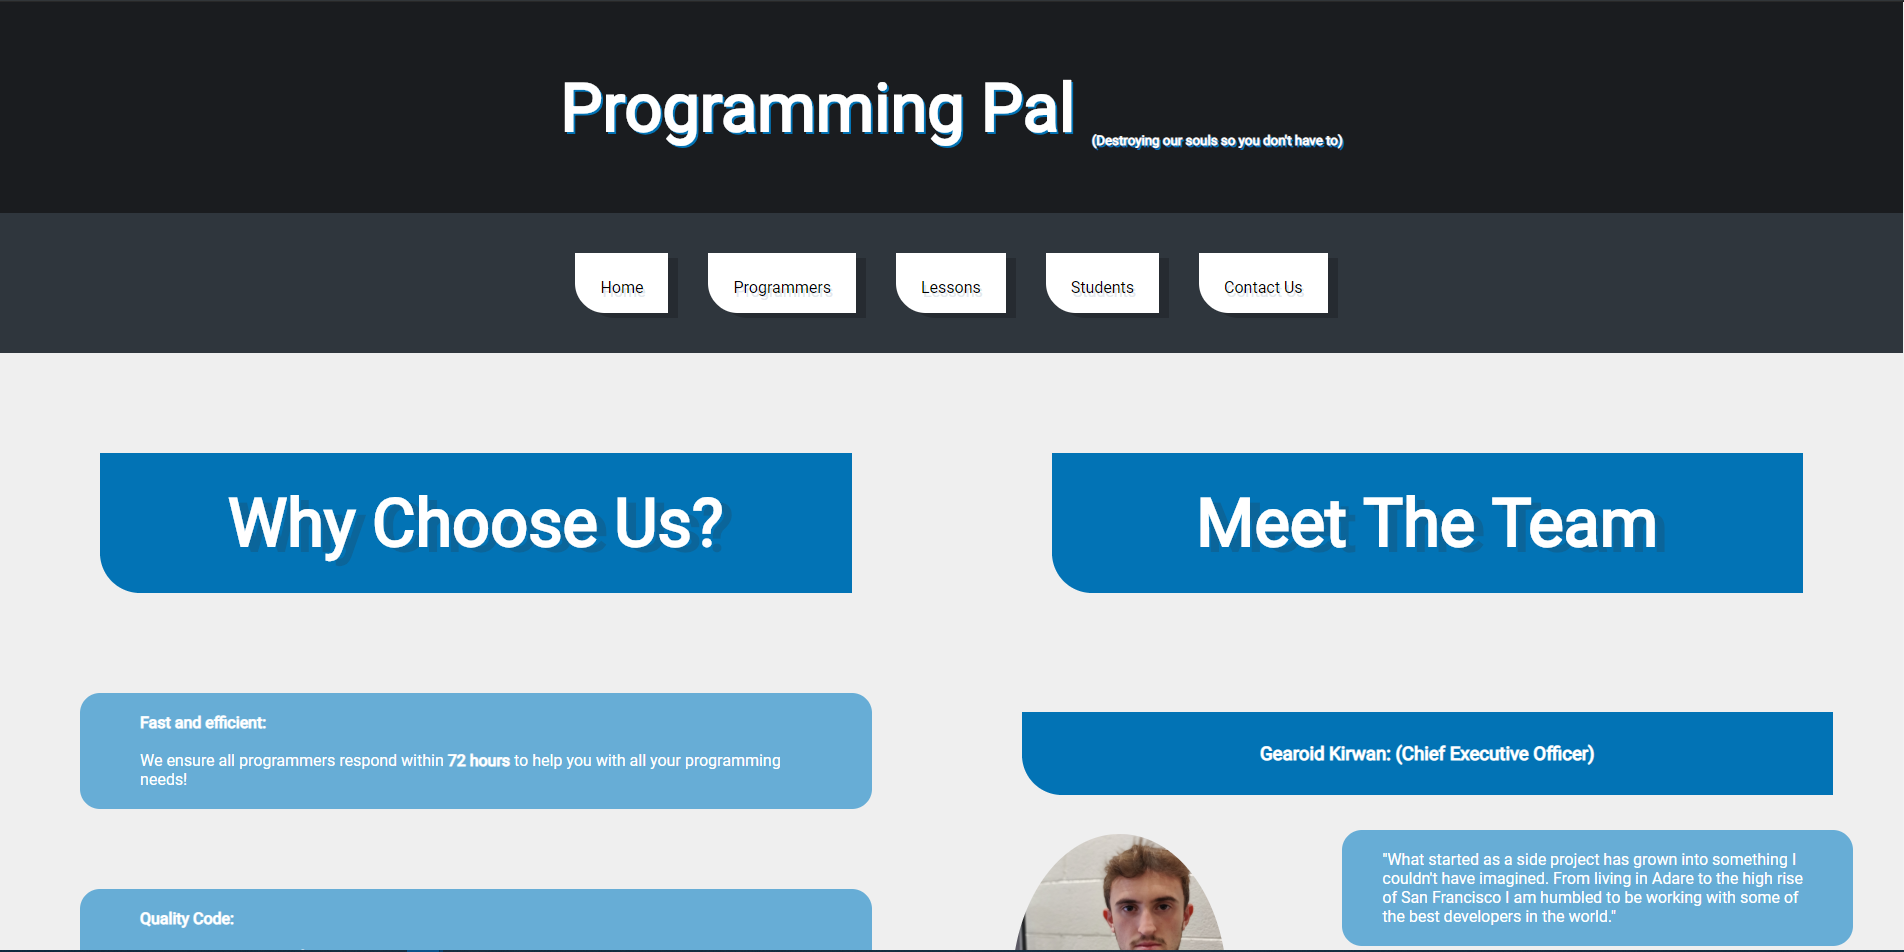 Programming Pal (Destroying our souls so you don't have to)
Home Programmers Lessons Students Contact Us
Why Choose Us?
Fast and efficient:
We ensure all programmers respond within 72 hours to help you with all your programming
needs!
Quality Code:
Meet The Team
Gearoid Kirwan: (Chief Executive Officer)
"What started as a side project has grown into something I
couldn't have imagined. From living in Adare to the high rise
of San Francisco I am humbled to be working with some of
the best developers in the world."